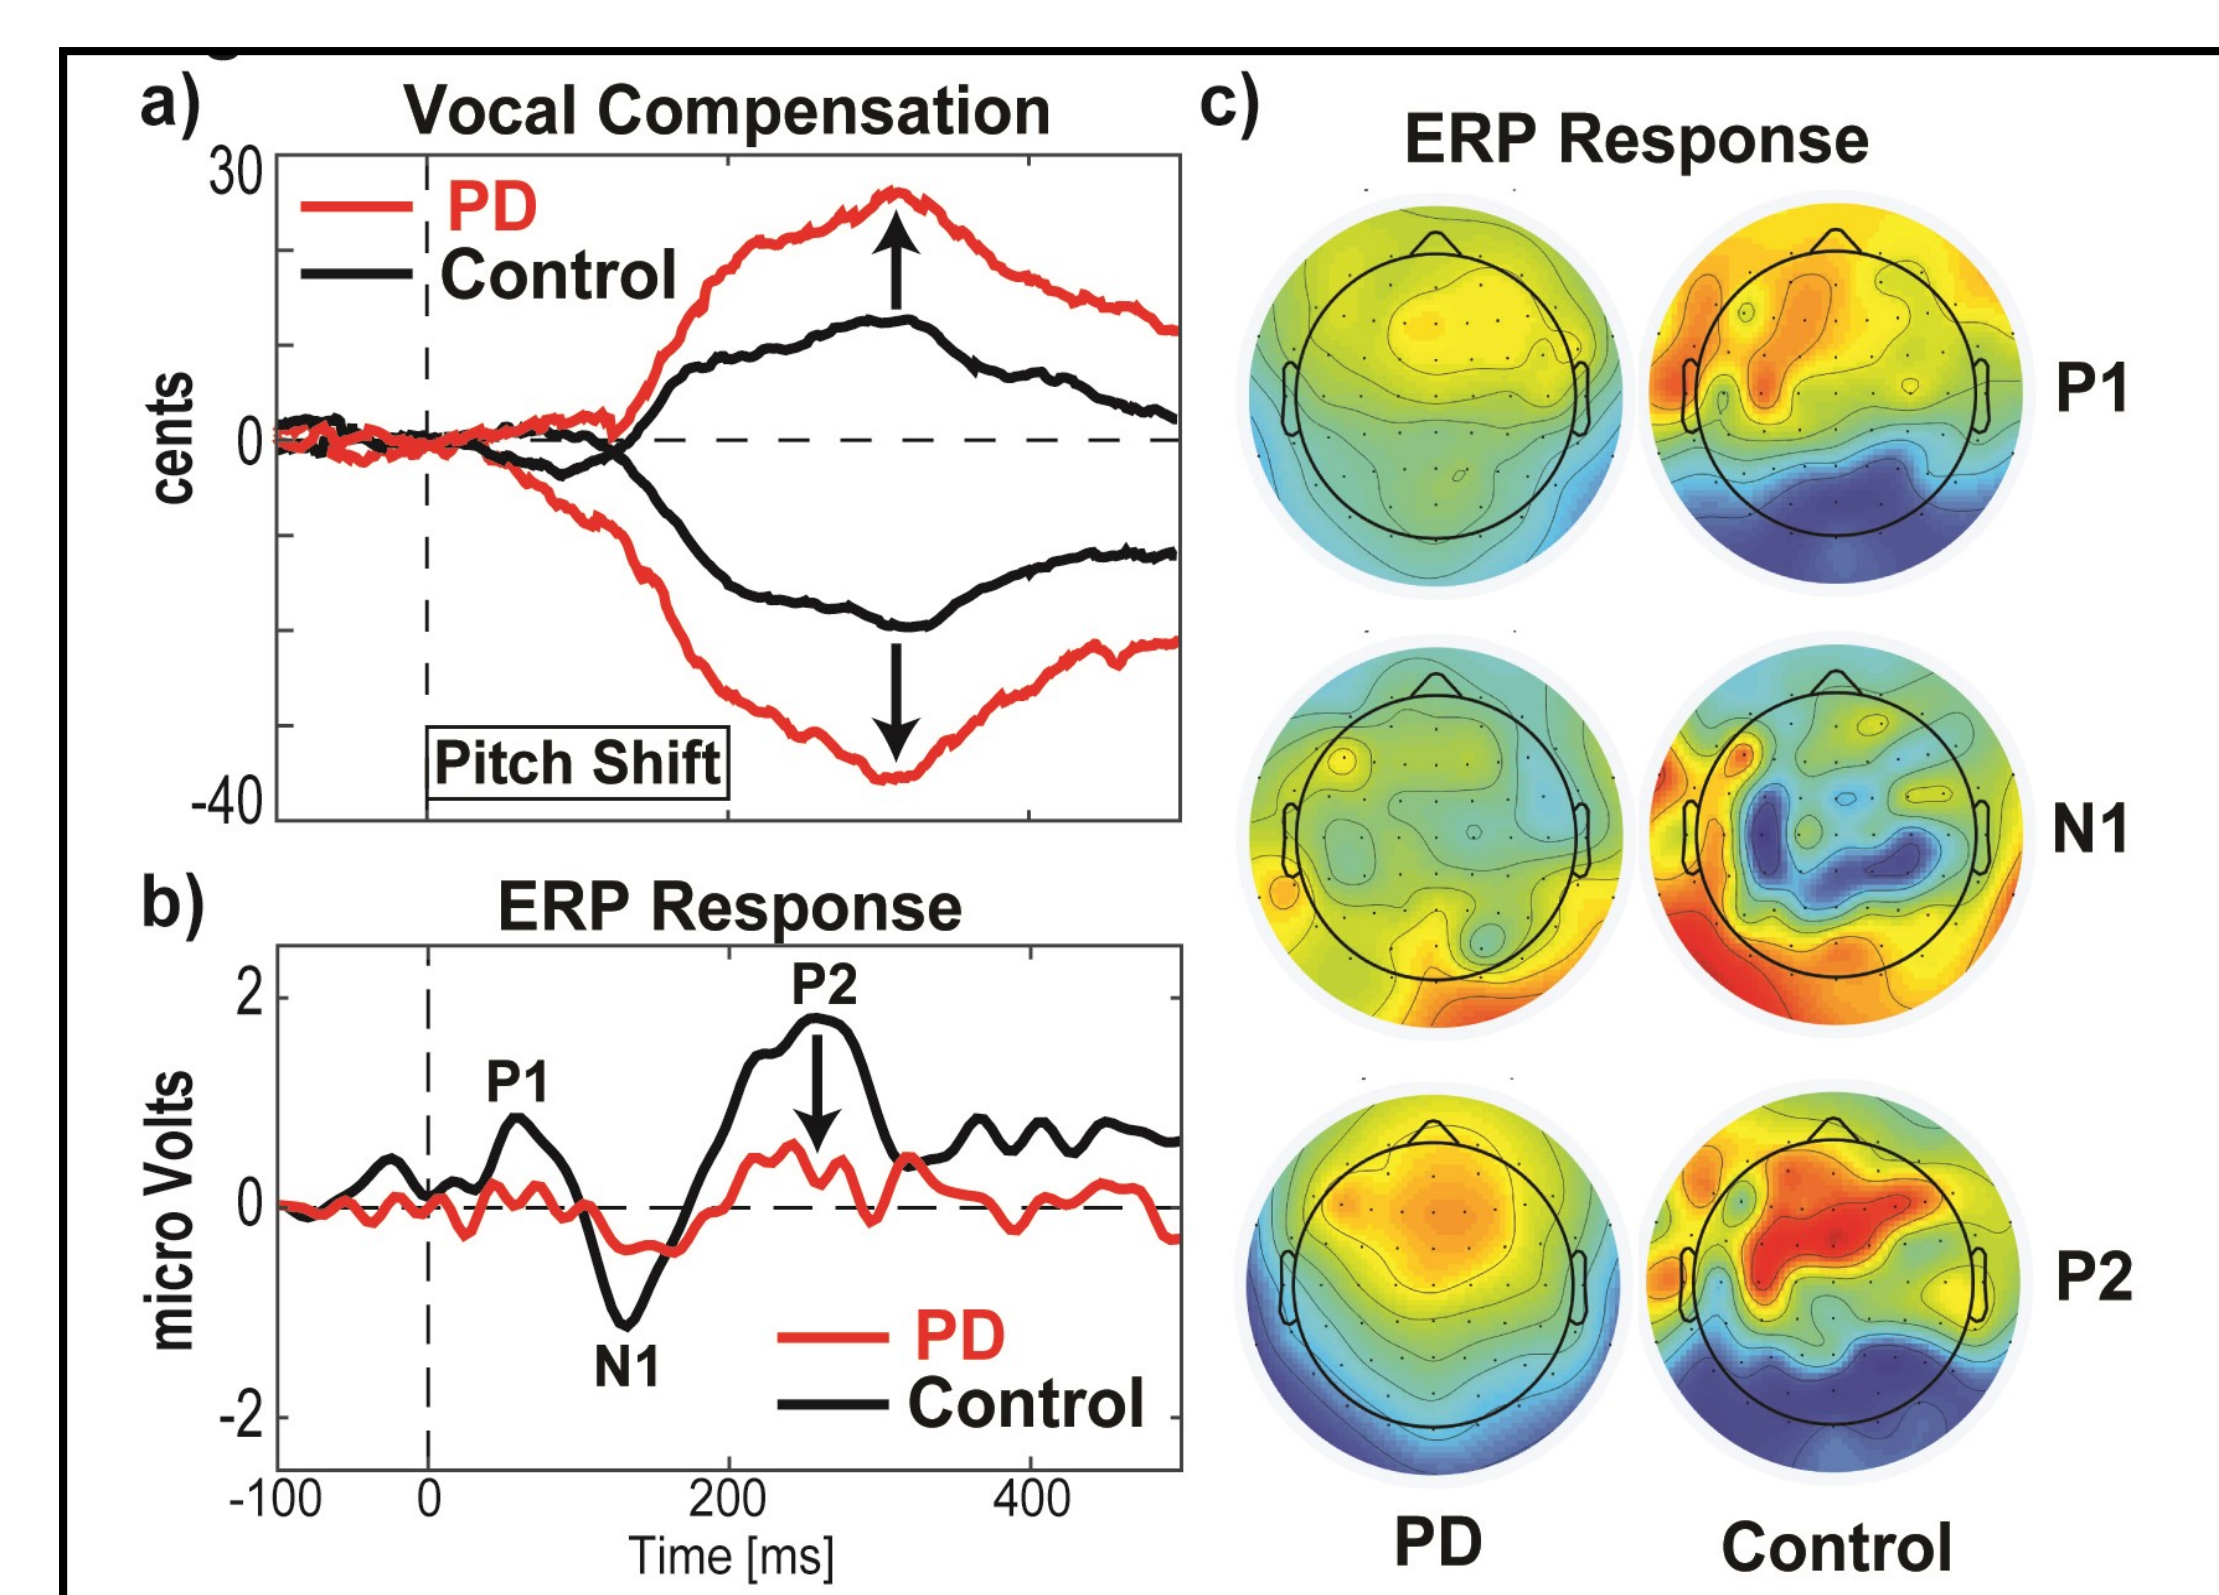 a)
Vocal Compensation
30
PD
Control
cents
0
Pitch Shift
-40
b)
ERP Response
2
P2
P1
micro Volts
0
N1
PD
Control
-2
-100 0 200 400
Time [ms]
c)
ERP Response
P1
N1
P2
PD Control